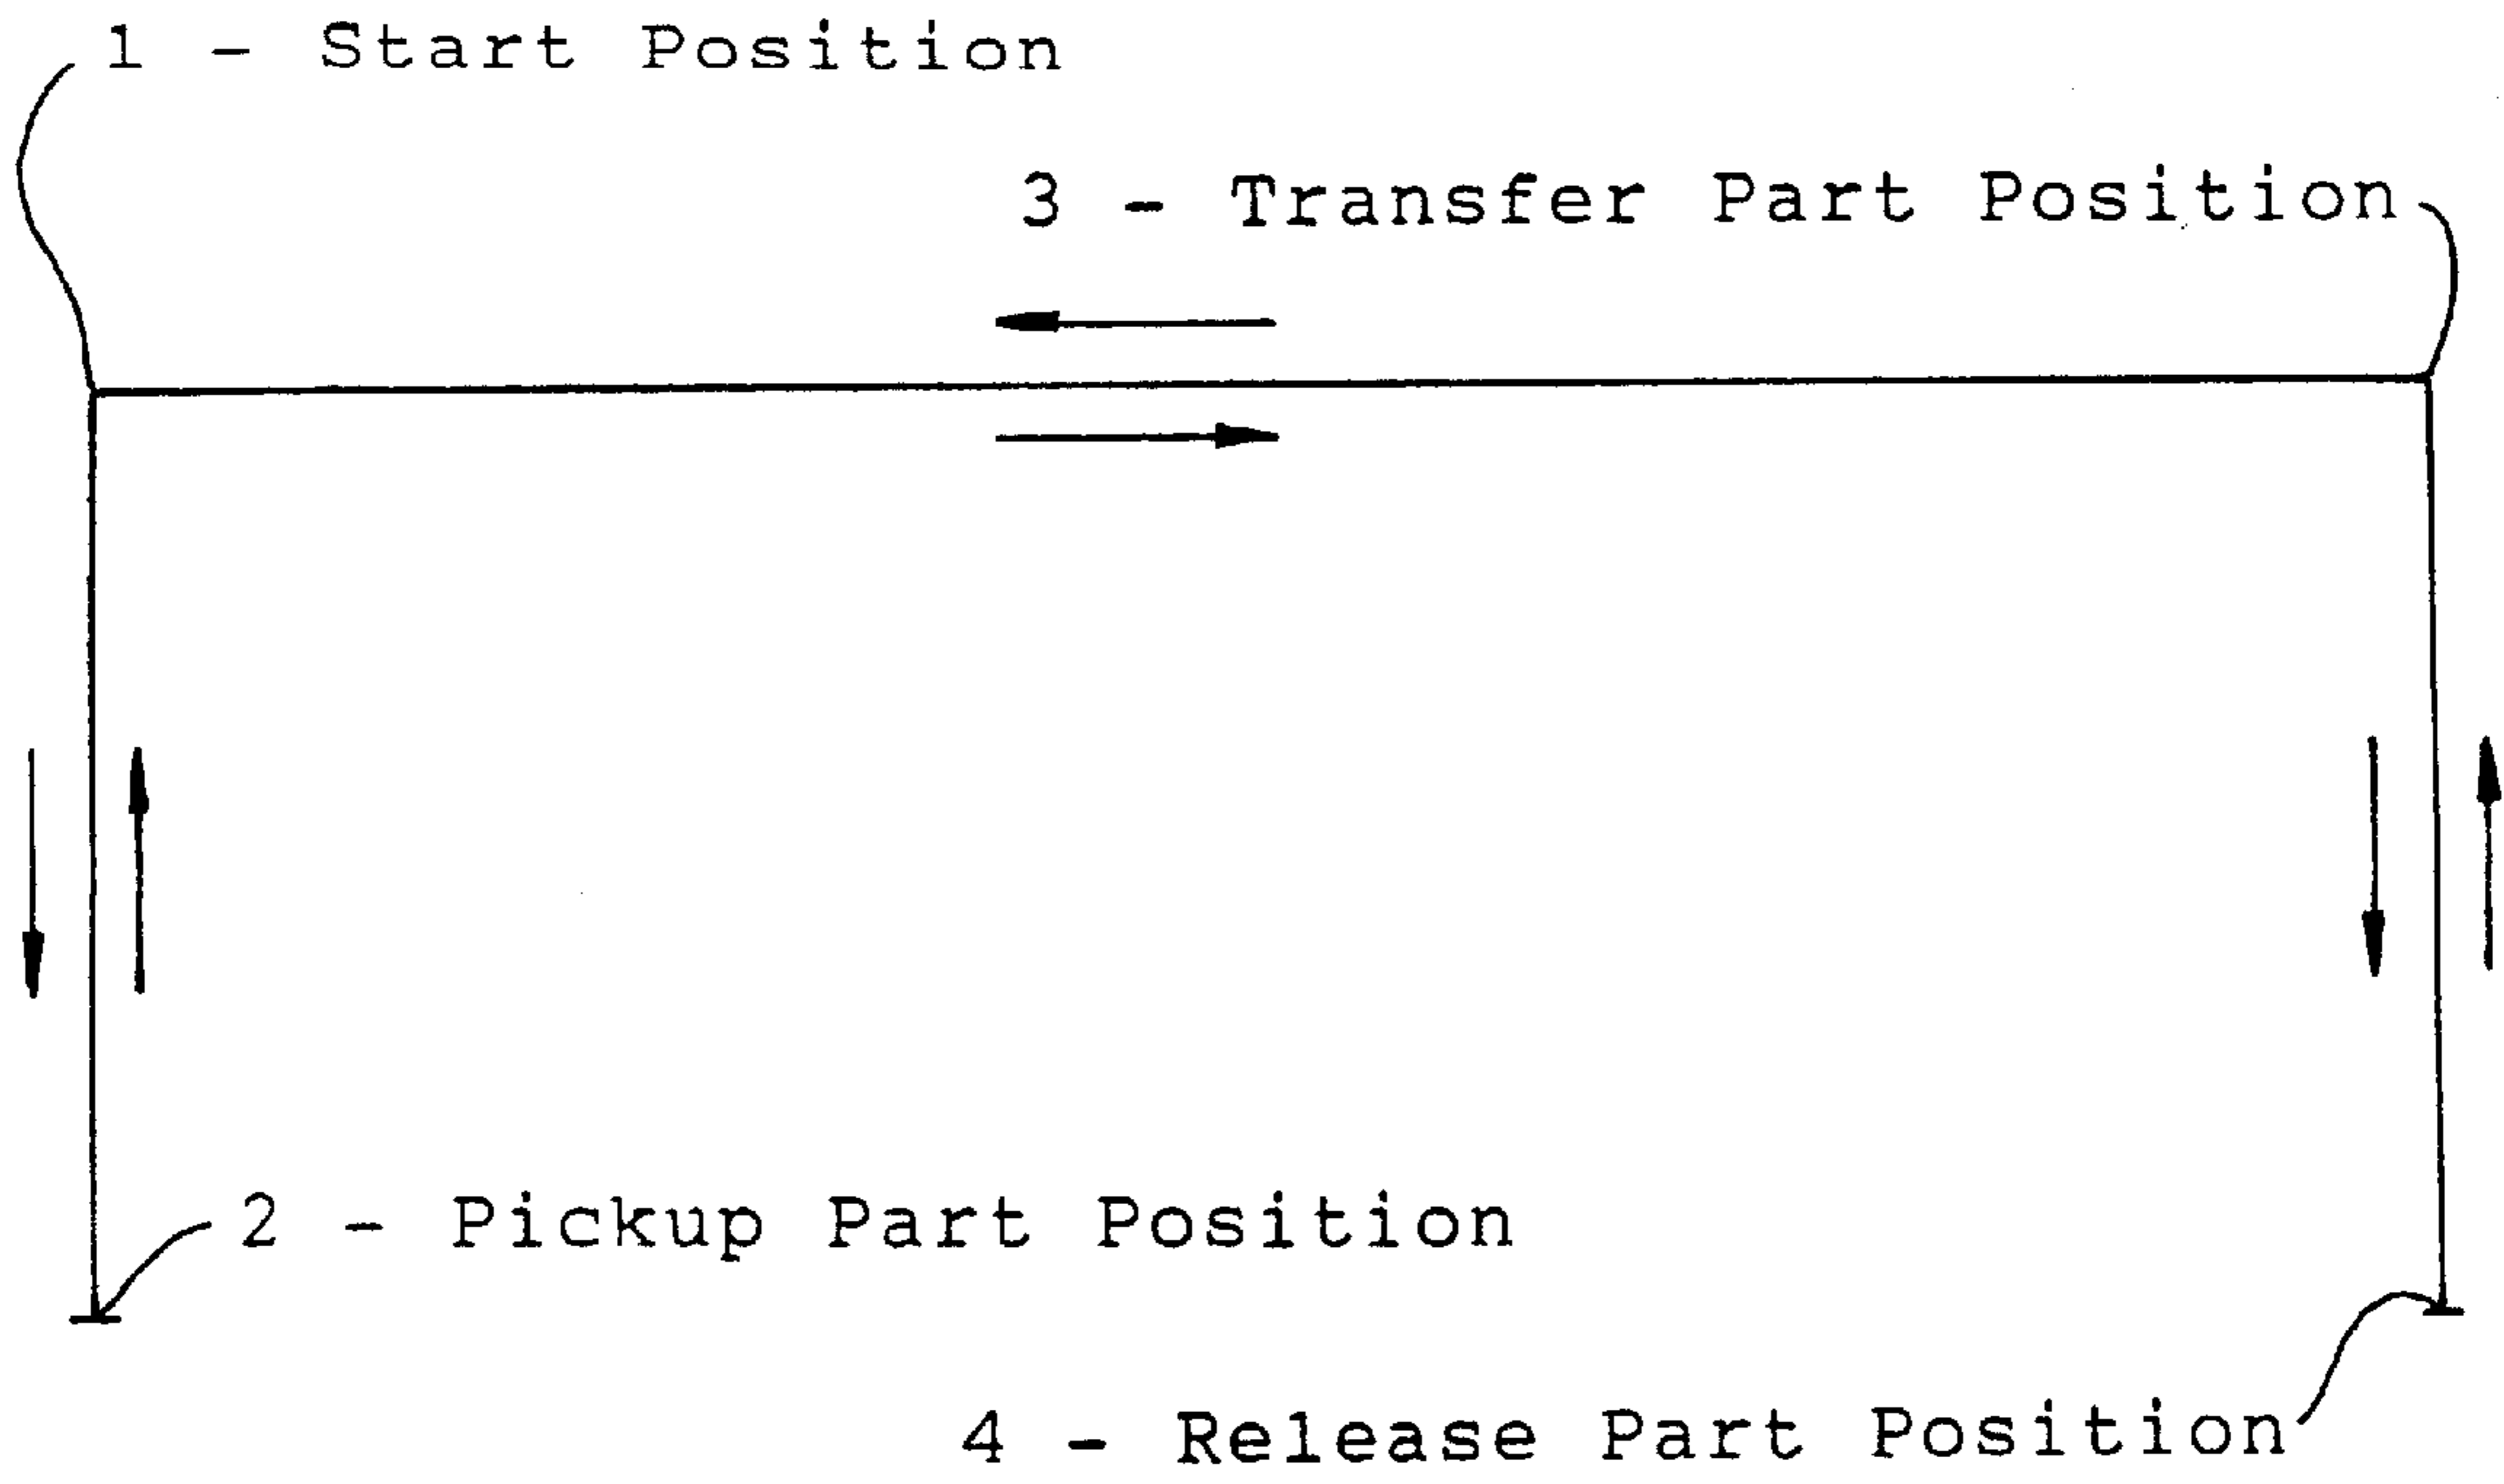 1 - Start Position
3 - Transfer Part Position
2 - Pickup Part Position
4 - Release Part Position